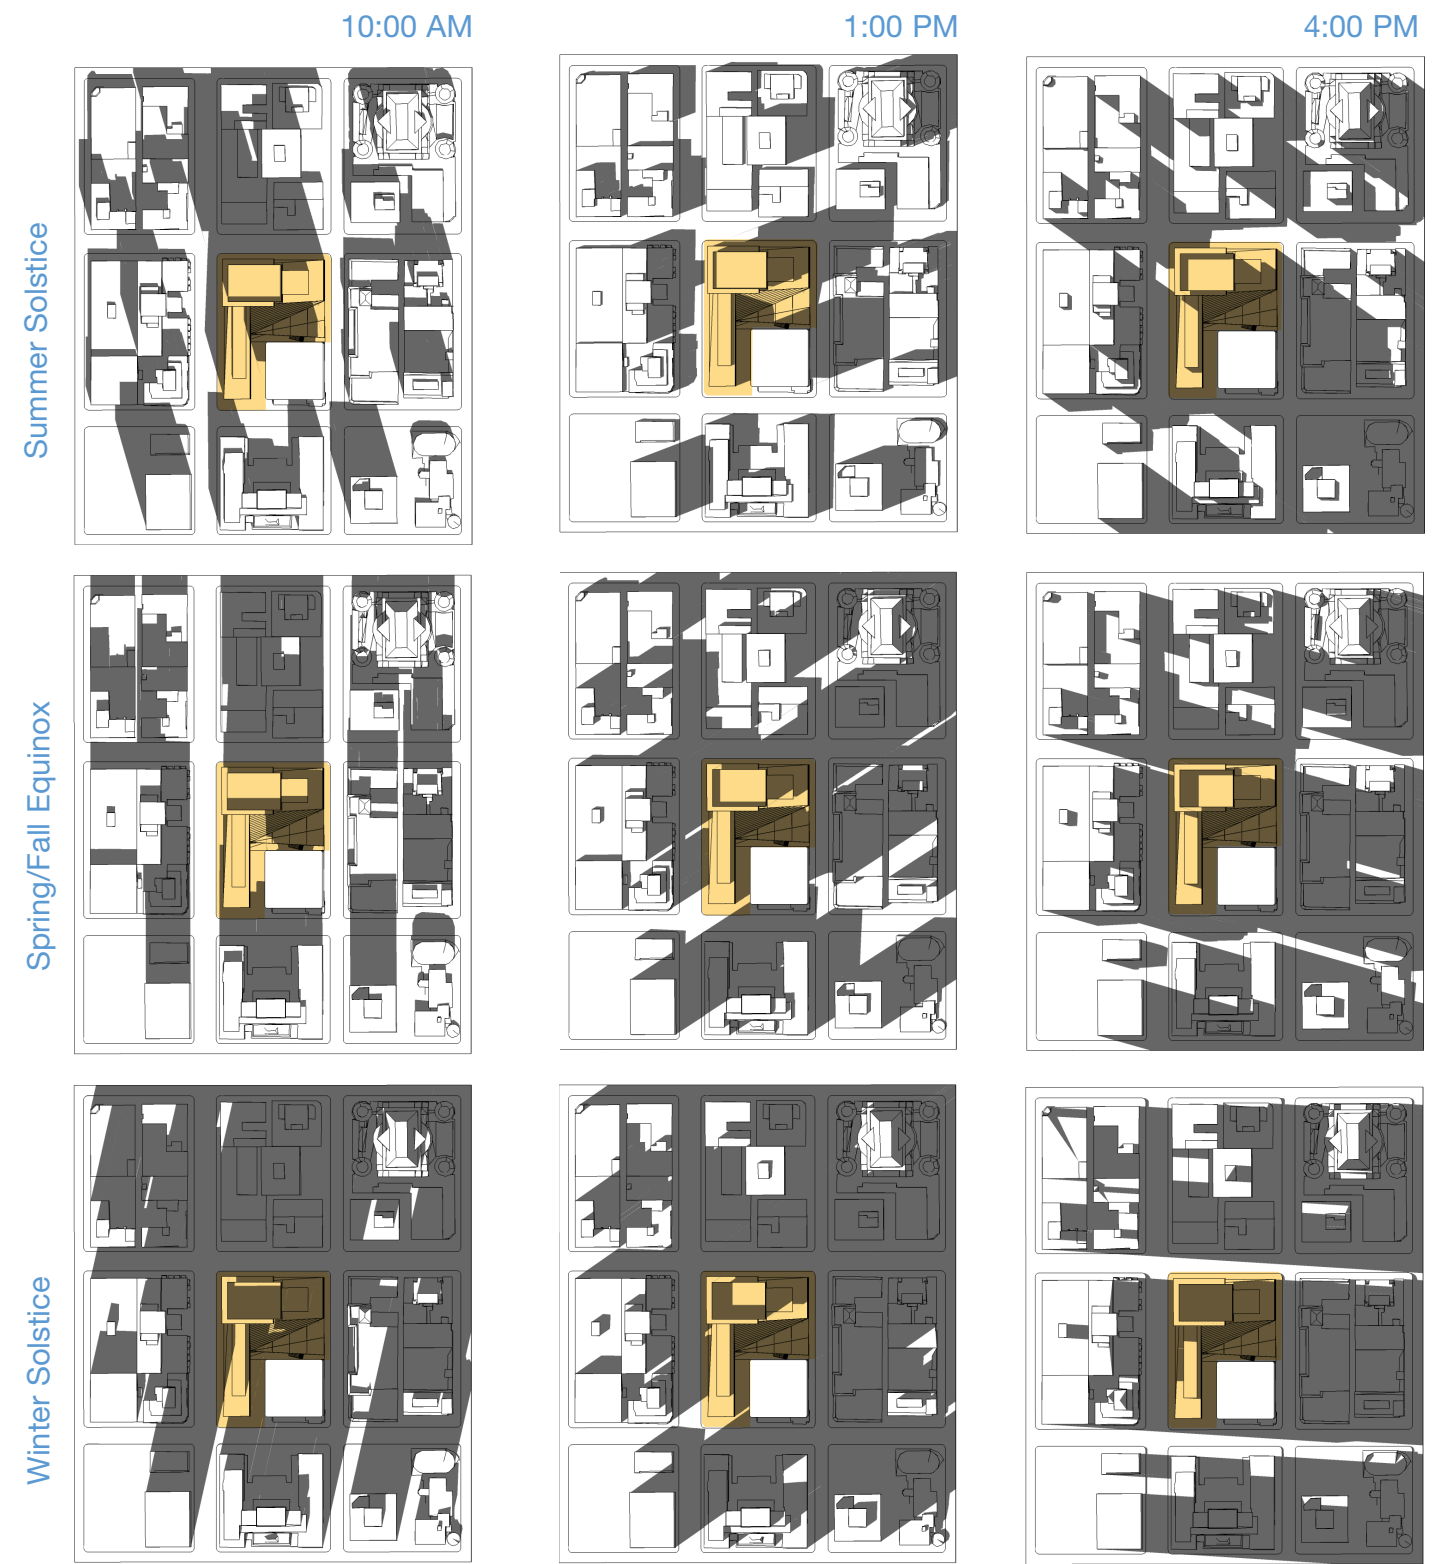 10:00 AM
1:00 PM
4:00 PM
Summer Solstice
Spring/Fall Equinox
Winter Solstice